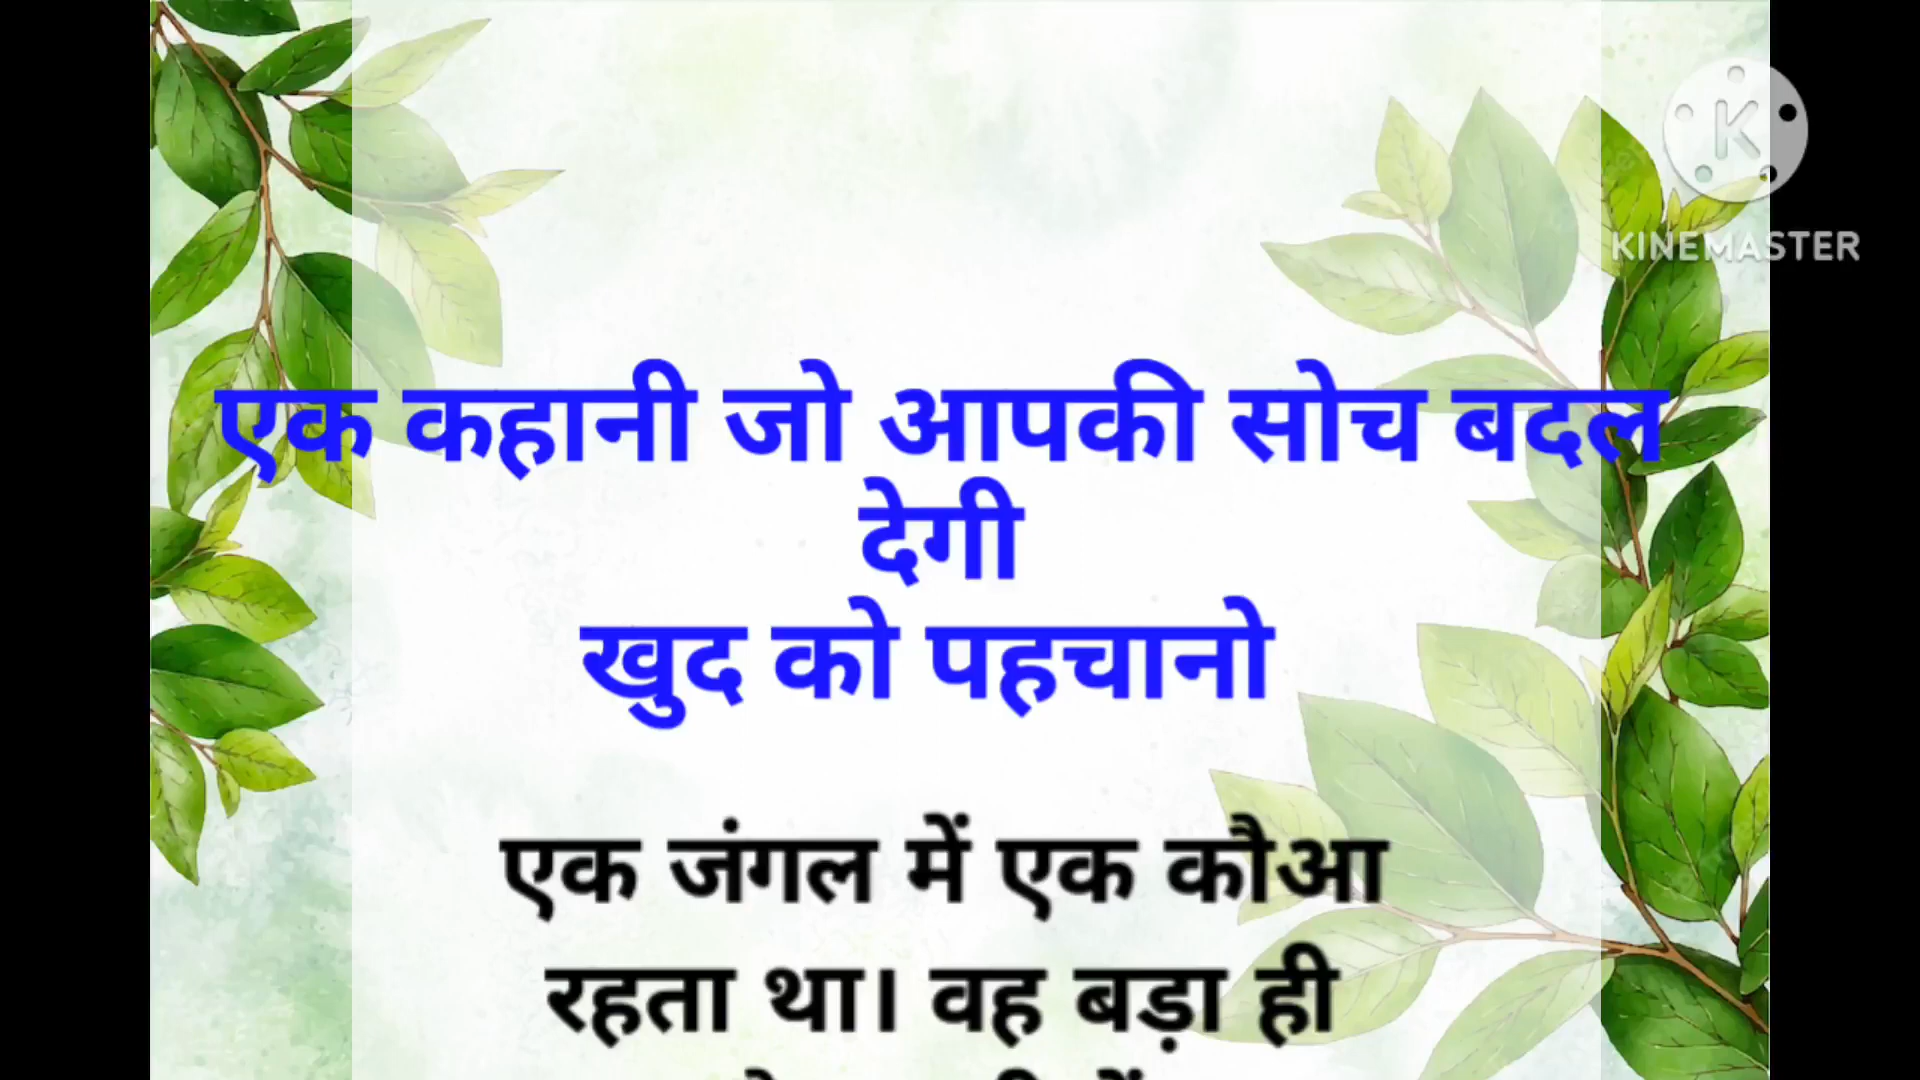 KINEMASTER
एक कहानी जो आपकी सोच बदल
देगी
खुद को पहचानो
एक जंगल में एक कौआ
रहता था। वह बड़ा ही